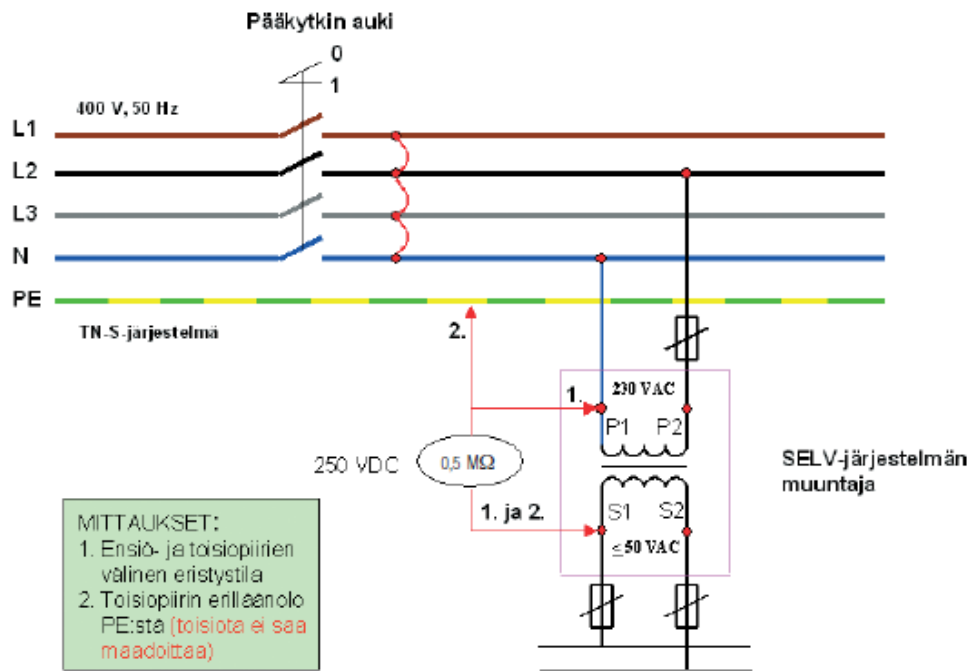 Pääkytkin auki
0
1
400 V, 50 Hz
L1
L2
L3
N
PE
TN-S-järjestelmä
2.
1.
230 VAC
P1 P2
250 VDC
0,5 MΩ
SELV-järjestelmän
muuntaja
1. ja 2.
S1 S2
≤ 50 VAC
MITTAUKSET:
1. Ensiö- ja toisiopiirien
välinen eristystila
2. Toisiopiirin erilläänolo
PE:stä (toisiota ei saa
maadoittaa)